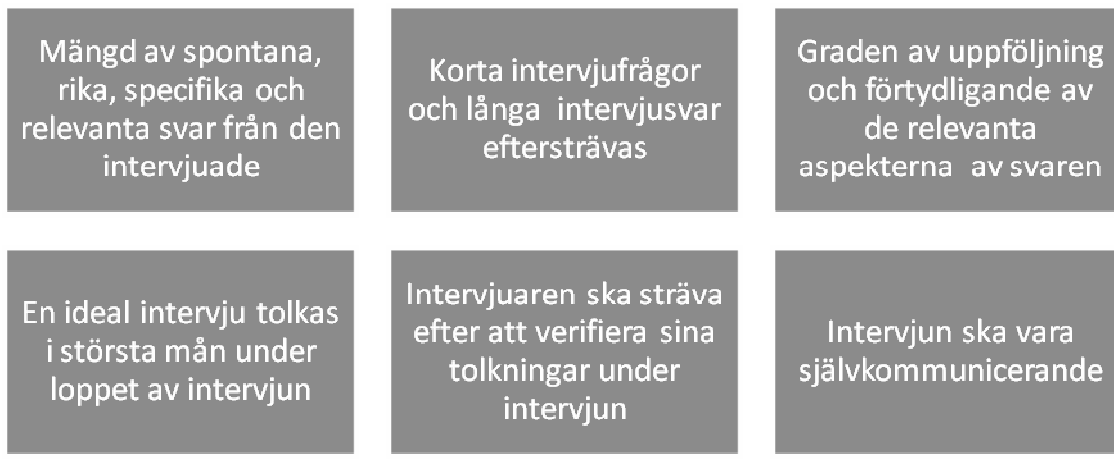 Mängd av spontana,
rika, specifika och
relevanta svar från den
intervjuade
Korta intervjufrågor
och långa intervjusvar
eftersträvas
Graden av uppföljning
och förtydligande av
de relevanta
aspekterna av svaren
En ideal intervju tolkas
i största mån under
loppet av intervjun
Intervjuaren ska sträva
efter att verifiera sina
tolkningar under
intervjun
Intervjun ska vara
självkommunicerande